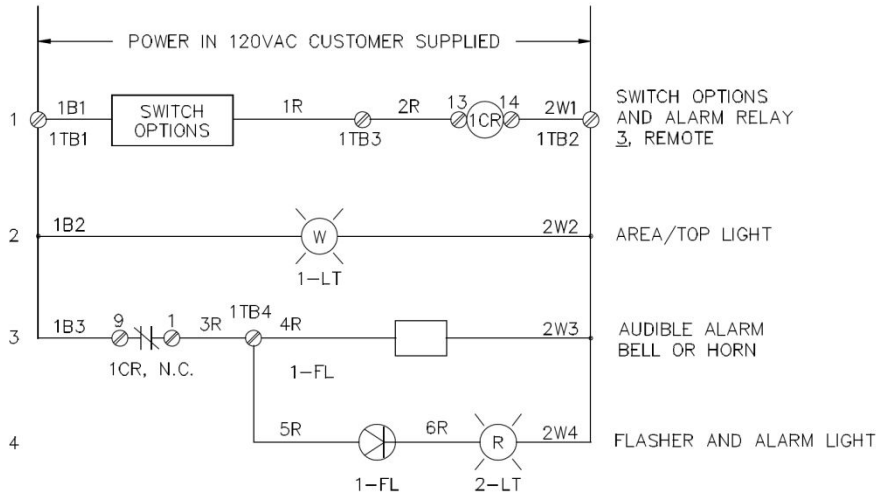 POWER IN 120VAC CUSTOMER SUPPLIED
1 1B1 SWITCH OPTIONS 1R 2R 13 1CR 14 2W1
1TB1 1TB3 1TB2
SWITCH OPTIONS
AND ALARM RELAY
3, REMOTE
2 1B2 W 2W2 AREA/TOP LIGHT
1-LT
3 1B3 9 1 3R 1TB4 4R 2W3
1CR, N.C. 1-FL
AUDIBLE ALARM
BELL OR HORN
4 5R 6R R 2W4 FLASHER AND ALARM LIGHT
1-FL 2-LT